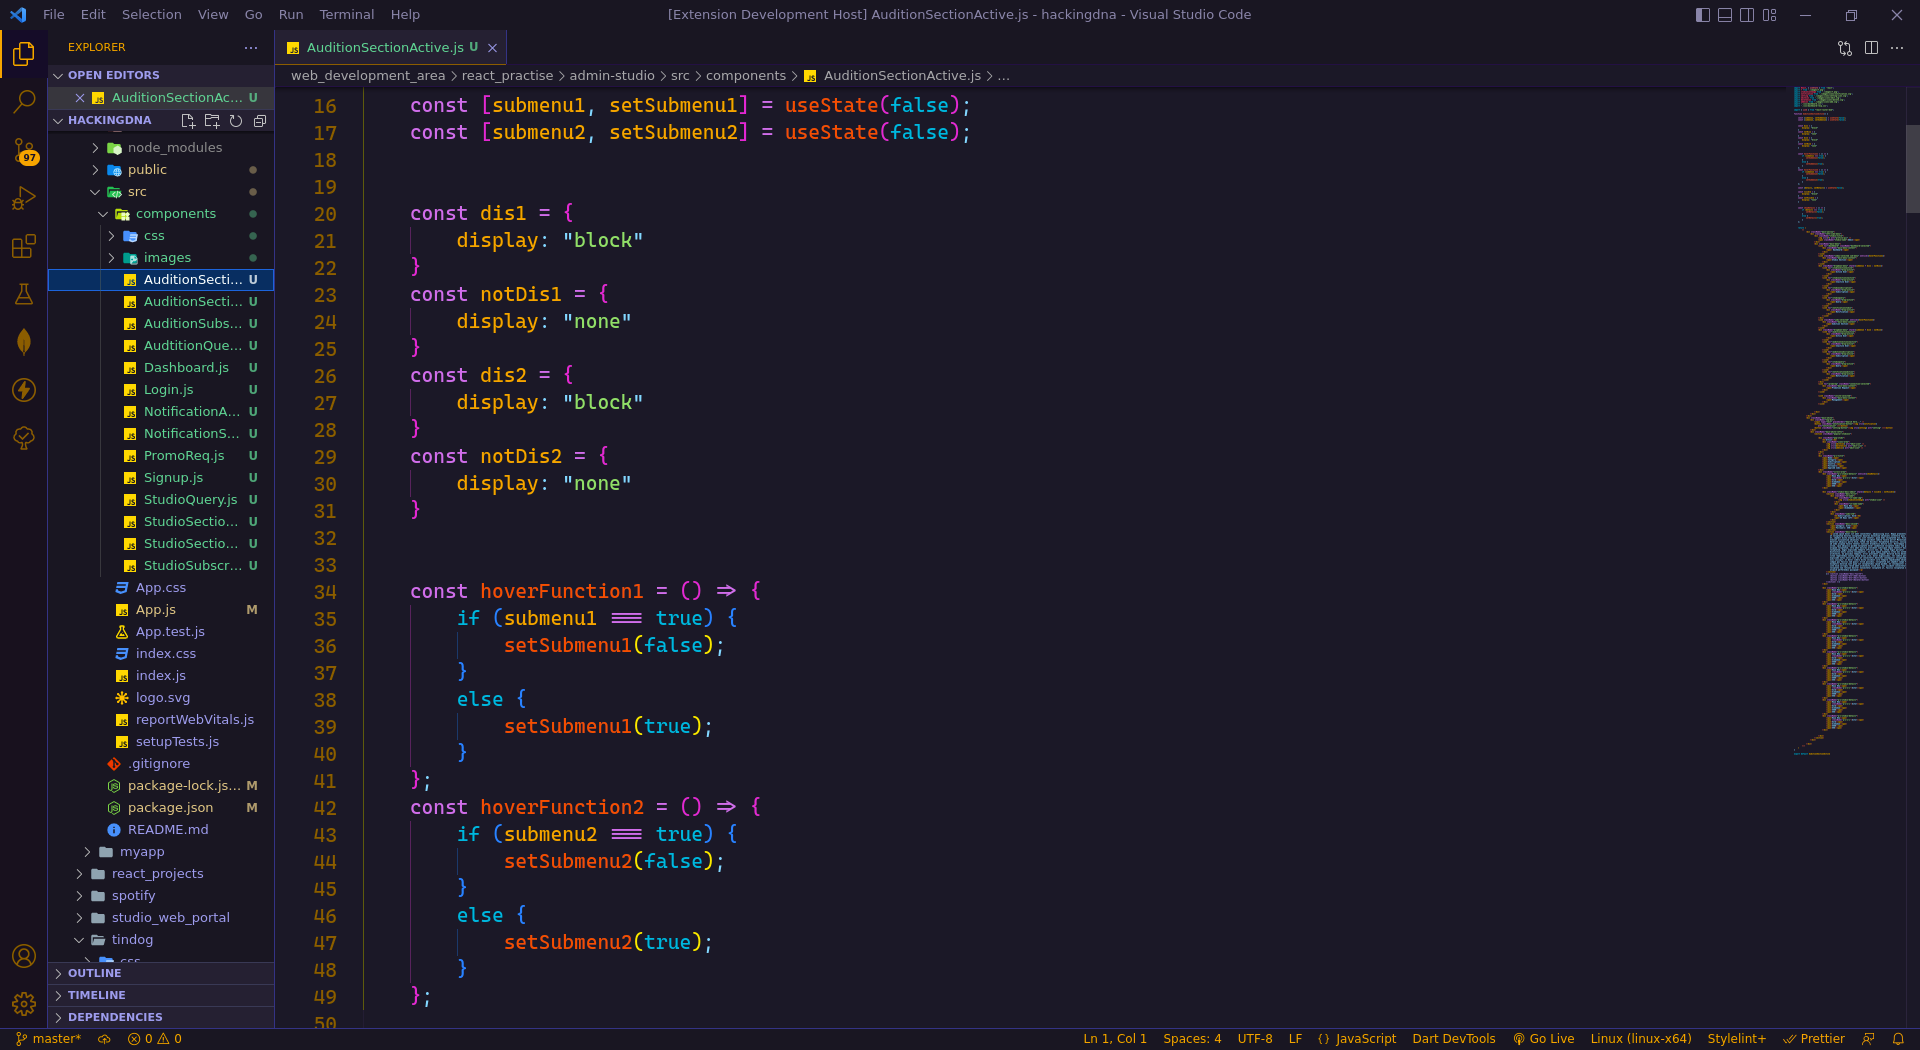 File Edit Selection View Go Run Terminal Help
[Extension Development Host] AuditionSectionActive.js - hackingdna - Visual Studio Code
EXPLORER
OPEN EDITORS
AuditionSectionAc... U
HACKINGDNA
node_modules
public
src
components
css
images
AuditionSecti... U
AuditionSecti... U
AuditionSubs... U
AudtitionQue... U
Dashboard.js U
Login.js U
NotificationA... U
NotificationS... U
PromoReq.js U
Signup.js U
StudioQuery.js U
StudioSectio... U
StudioSectio... U
StudioSubscr... U
App.css
App.js M
App.test.js
index.css
index.js
logo.svg
reportWebVitals.js
setupTests.js
.gitignore
package-lock.js... M
package.json M
README.md
myapp
react_projects
spotify
studio_web_portal
tindog
css
OUTLINE
TIMELINE
DEPENDENCIES
97
AuditionSectionActive.js U
web_development_area > react_practise > admin-studio > src > components > AuditionSectionActive.js > ...
16 const [submenu1, setSubmenu1] = useState(false);
17 const [submenu2, setSubmenu2] = useState(false);
18
19
20 const dis1 = {
21 display: "block"
22 }
23 const notDis1 = {
24 display: "none"
25 }
26 const dis2 = {
27 display: "block"
28 }
29 const notDis2 = {
30 display: "none"
31 }
32
33
34 const hoverFunction1 = () => {
35 if (submenu1 === true) {
36 setSubmenu1(false);
37 }
38 else {
39 setSubmenu1(true);
40 }
41 };
42 const hoverFunction2 = () => {
43 if (submenu2 === true) {
44 setSubmenu2(false);
45 }
46 else {
47 setSubmenu2(true);
48 }
49 };
50
master* 0 0 Ln 1, Col 1 Spaces: 4 UTF-8 LF {} JavaScript Dart DevTools Go Live Linux (linux-x64) Stylelint+ Prettier